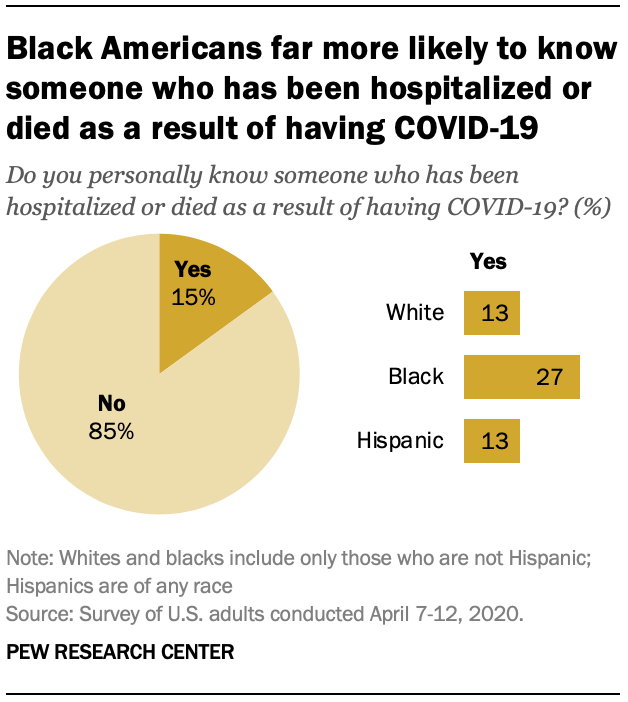 Black Americans far more likely to know
someone who has been hospitalized or
died as a result of having COVID-19
Do you personally know someone who has been
hospitalized or died as a result of having COVID-19? (%)
Yes
15%
No
85%
Yes
White 13
Black 27
Hispanic 13
Note: Whites and blacks include only those who are not Hispanic;
Hispanics are of any race
Source: Survey of U.S. adults conducted April 7-12, 2020.
PEW RESEARCH CENTER